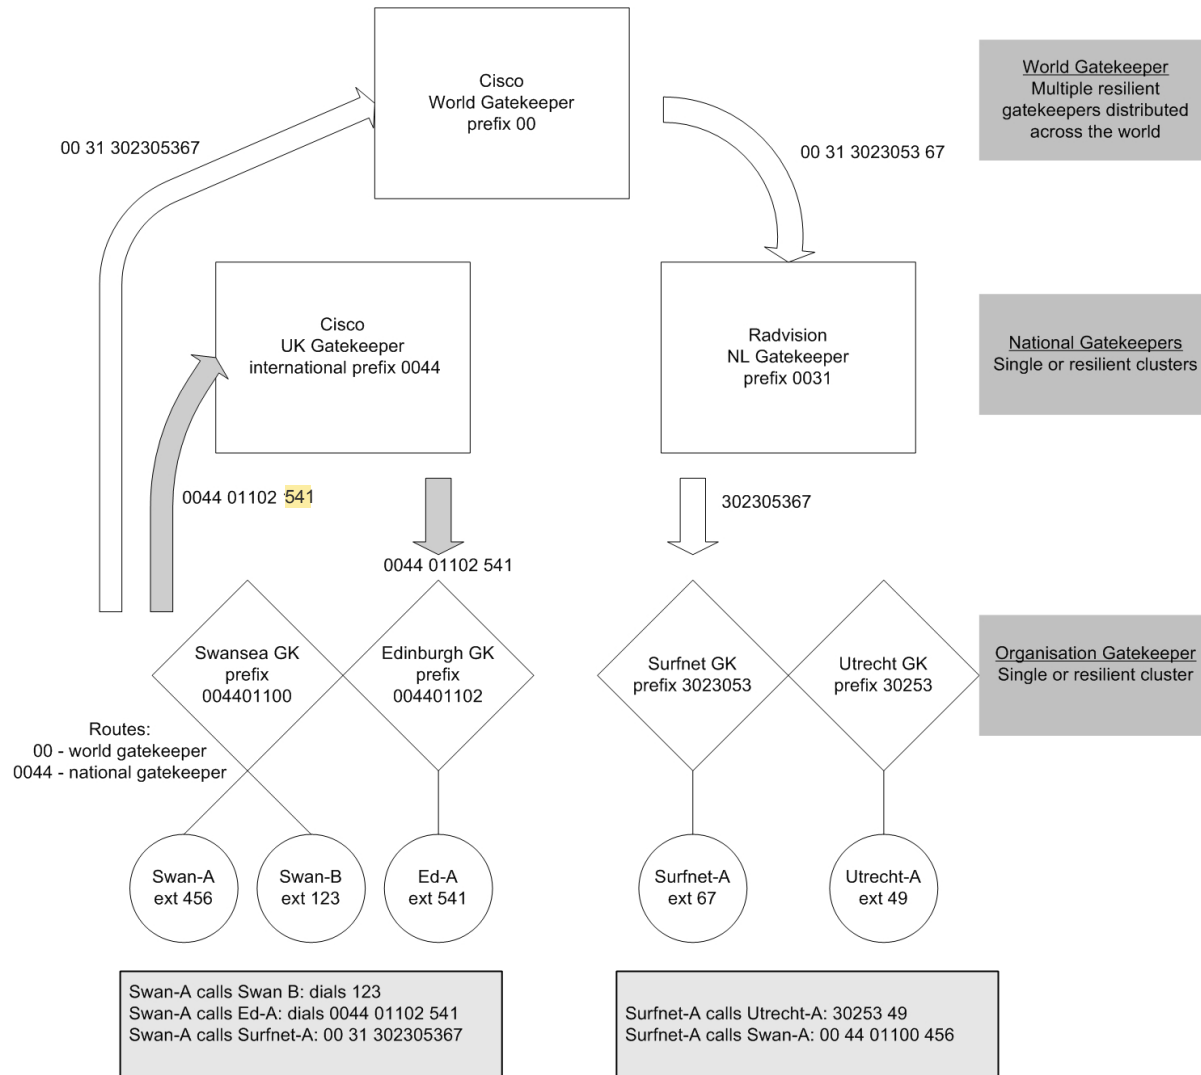 Cisco
World Gatekeeper
prefix 00
World Gatekeeper
Multiple resilient
gatekeepers distributed
across the world
00 31 302305367
00 31 3023053 67
Cisco
UK Gatekeeper
international prefix 0044
Radvision
NL Gatekeeper
prefix 0031
National Gatekeepers
Single or resilient clusters
0044 01102 541
302305367
0044 01102 541
Swansea GK
prefix
004401100
Edinburgh GK
prefix
004401102
Surfnet GK
prefix 3023053
Utrecht GK
prefix 30253
Organisation Gatekeeper
Single or resilient cluster
Routes:
00 - world gatekeeper
0044 - national gatekeeper
Swan-A
ext 456
Swan-B
ext 123
Ed-A
ext 541
Surfnet-A
ext 67
Utrecht-A
ext 49
Swan-A calls Swan B: dials 123
Swan-A calls Ed-A: dials 0044 01102 541
Swan-A calls Surfnet-A: 00 31 302305367
Surfnet-A calls Utrecht-A: 30253 49
Surfnet-A calls Swan-A: 00 44 01100 456